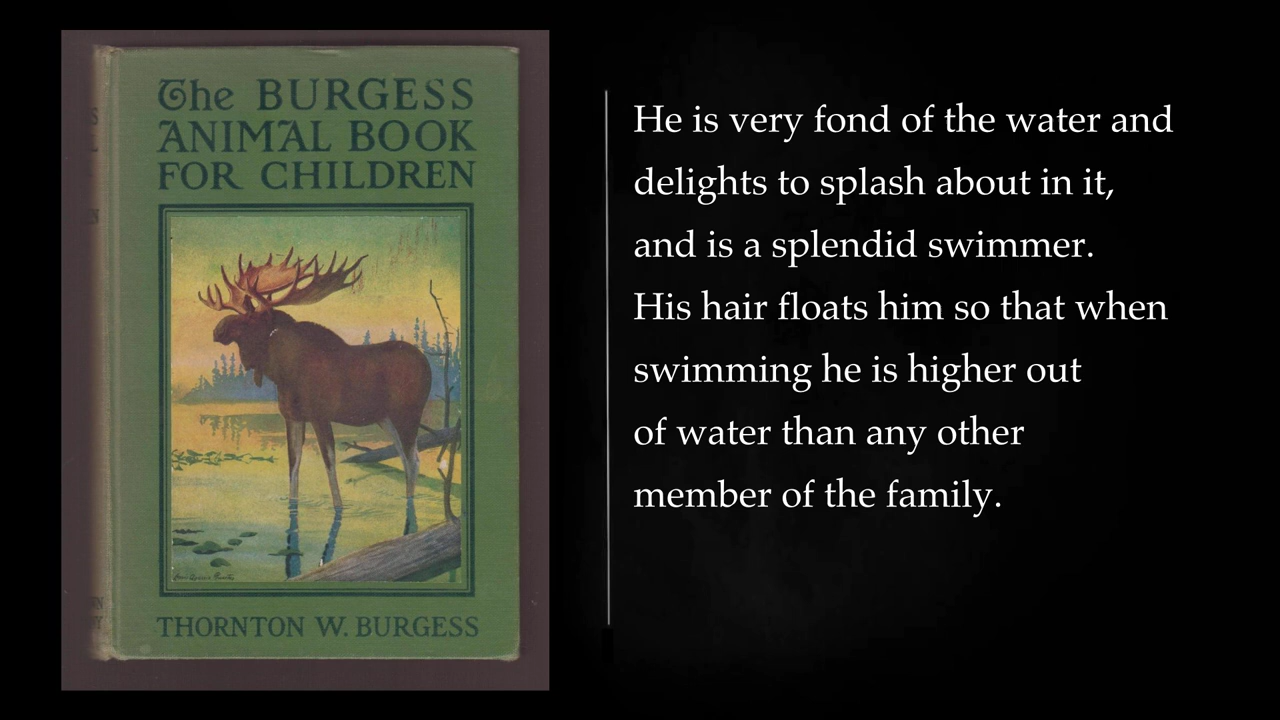 The BURGESS
ANIMAL BOOK
FOR CHILDREN
THORNTON W. BURGESS
He is very fond of the water and
delights to splash about in it,
and is a splendid swimmer.
His hair floats him so that when
swimming he is higher out
of water than any other
member of the family.